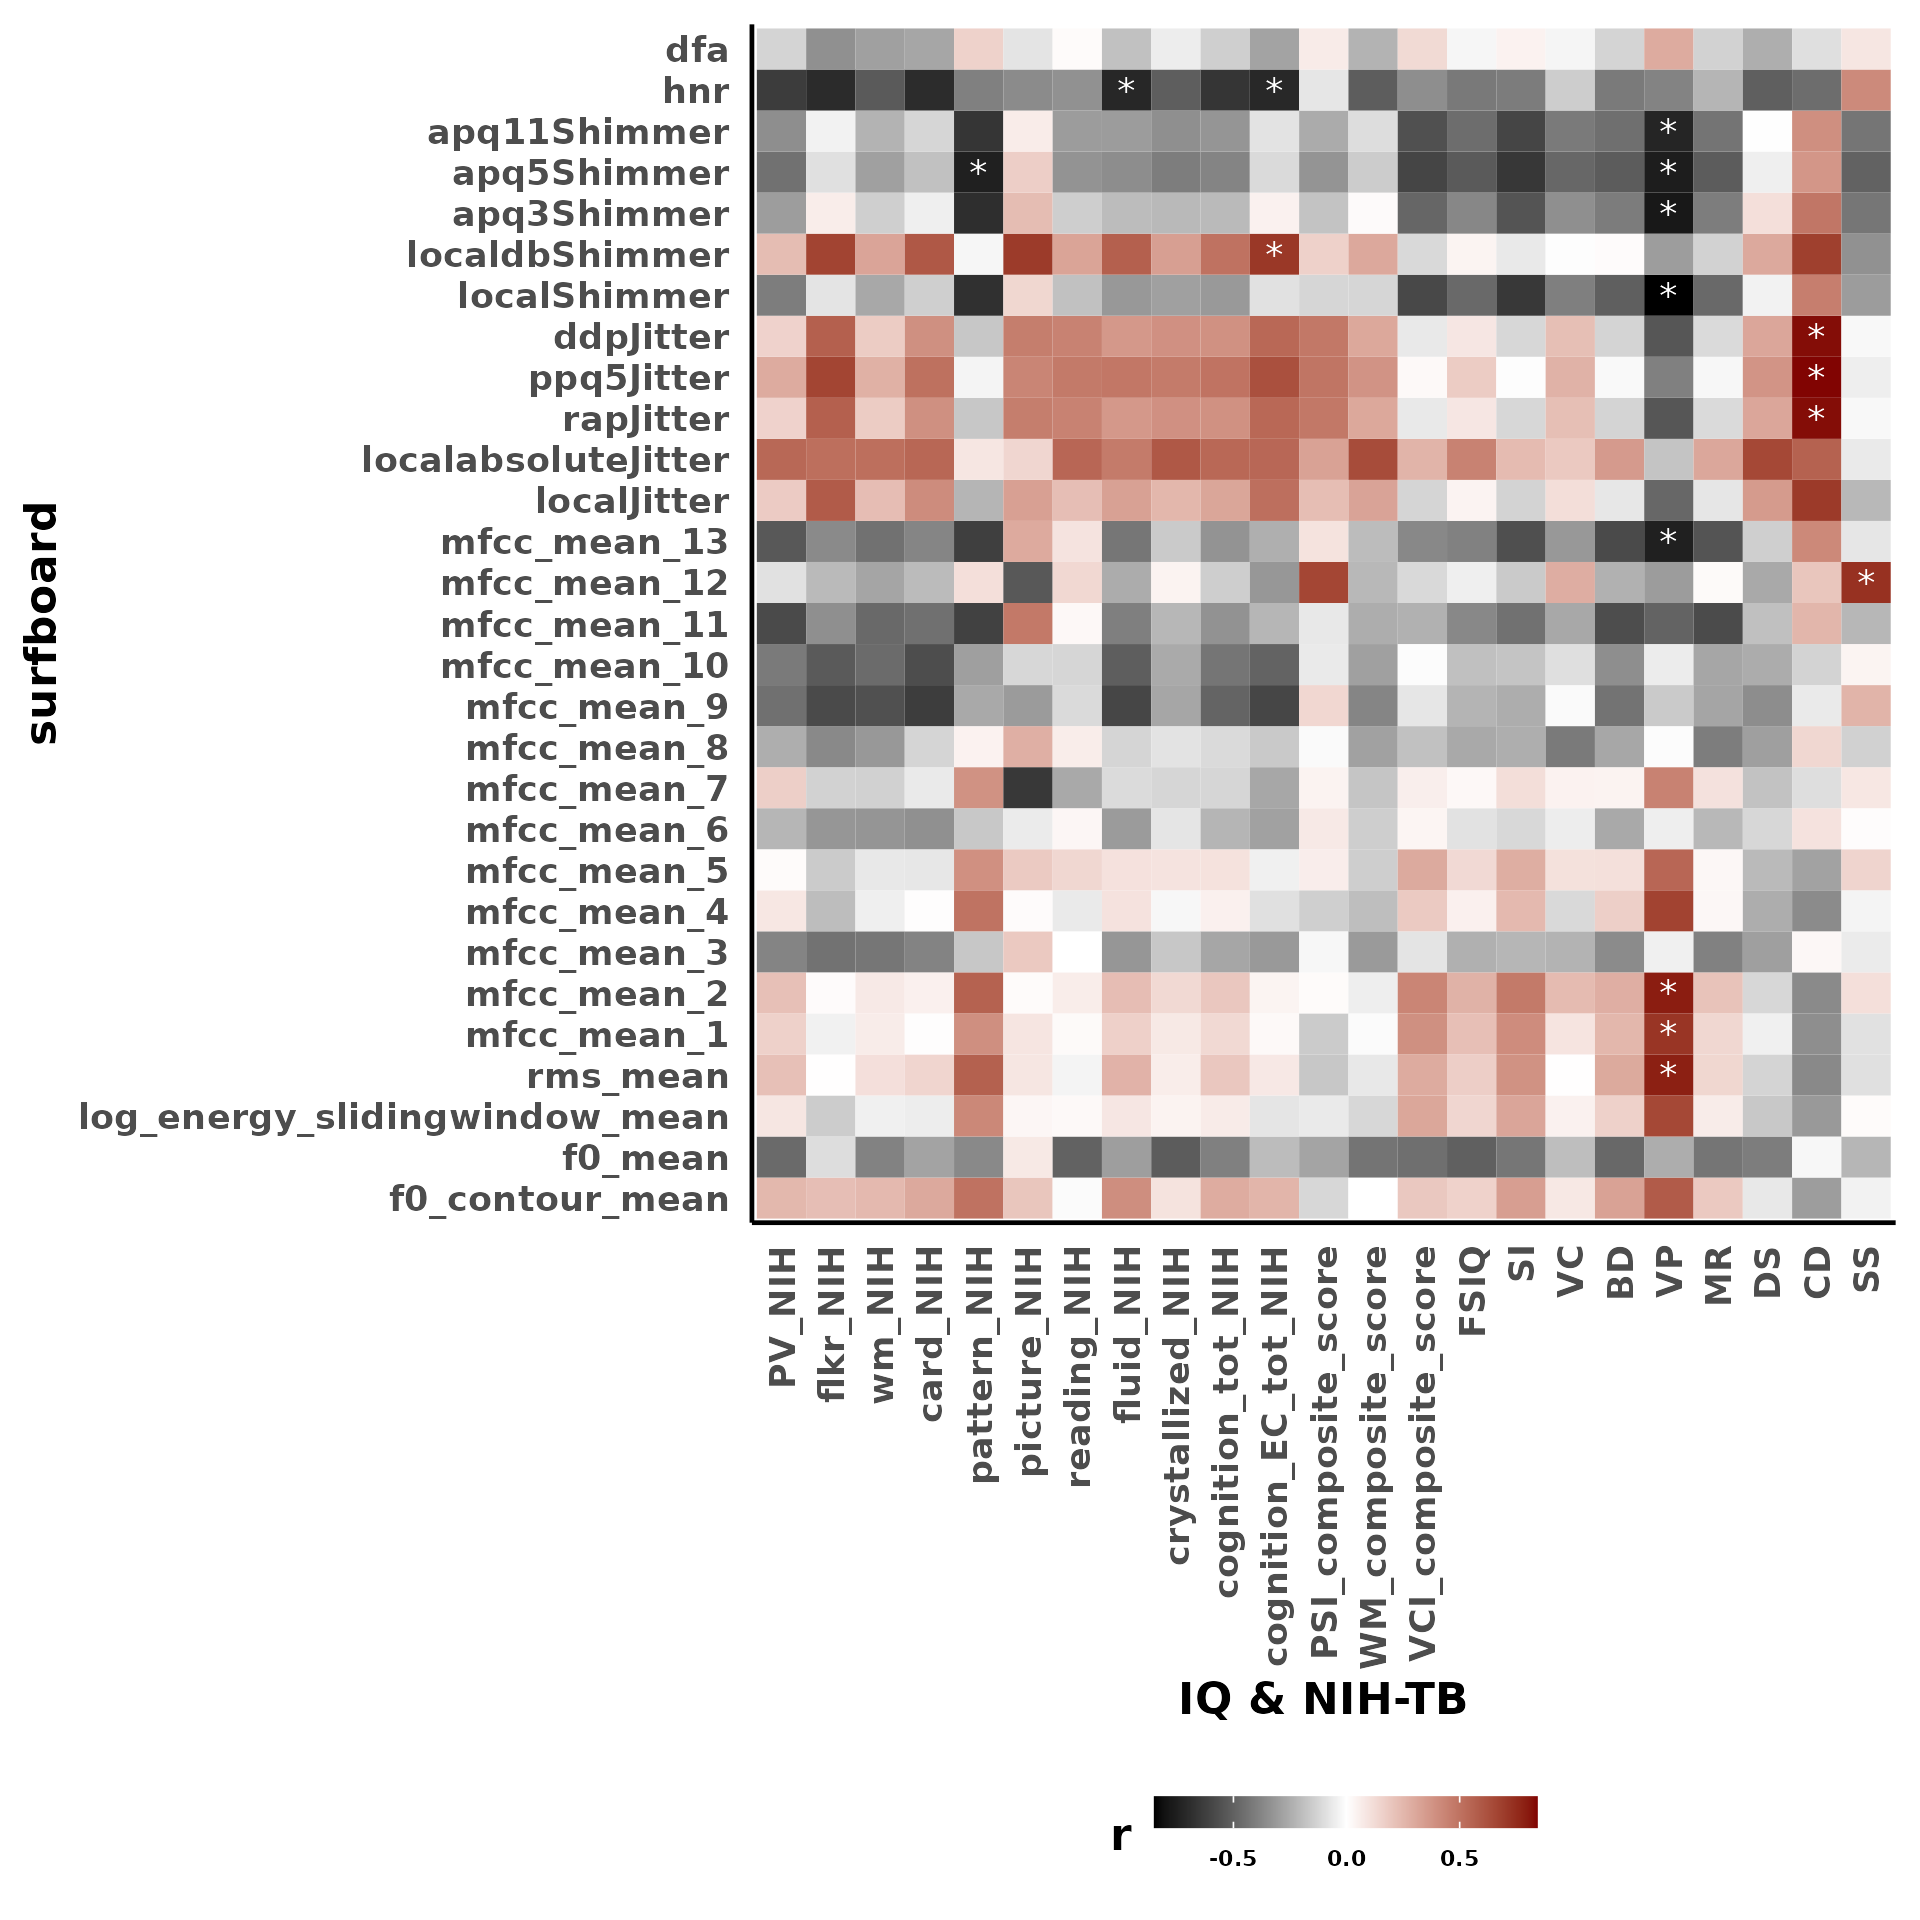 surfboard
dfa
hnr * *
apq11Shimmer *
apq5Shimmer * *
apq3Shimmer *
localdbShimmer *
localShimmer *
ddpJitter *
ppq5Jitter *
rapJitter *
localabsoluteJitter
localJitter
mfcc_mean_13 *
mfcc_mean_12 *
mfcc_mean_11
mfcc_mean_10
mfcc_mean_9
mfcc_mean_8
mfcc_mean_7
mfcc_mean_6
mfcc_mean_5
mfcc_mean_4
mfcc_mean_3
mfcc_mean_2 *
mfcc_mean_1 *
rms_mean *
log_energy_slidingwindow_mean
f0_mean
f0_contour_mean
PV_NIH
flkr_NIH
wm_NIH
card_NIH
pattern_NIH
picture_NIH
reading_NIH
fluid_NIH
crystallized_NIH
cognition_tot_NIH
cognition_EC_tot_NIH
PSI_composite_score
WM_composite_score
VCI_composite_score
FSIQ
SI
VC
BD
VP
MR
DS
CD
SS
IQ & NIH-TB
r
-0.5 0.0 0.5